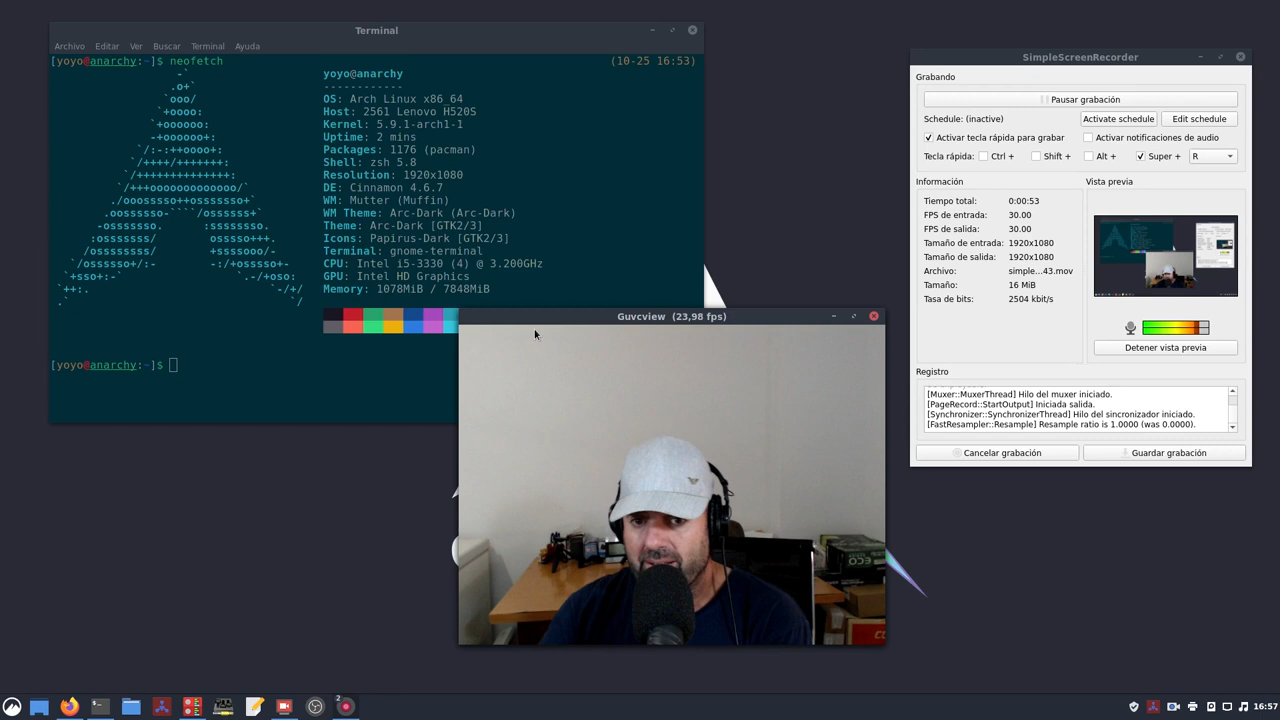 Terminal
Archivo Editar Ver Buscar Terminal Ayuda
[yoyo@anarchy:~]$ neofetch (10-25 16:53)
yoyo@anarchy
------------
OS: Arch Linux x86_64
Host: 2561 Lenovo H520S
Kernel: 5.9.1-arch1-1
Uptime: 2 mins
Packages: 1176 (pacman)
Shell: zsh 5.8
Resolution: 1920x1080
DE: Cinnamon 4.6.7
WM: Mutter (Muffin)
WM Theme: Arc-Dark (Arc-Dark)
Theme: Arc-Dark [GTK2/3]
Icons: Papirus-Dark [GTK2/3]
Terminal: gnome-terminal
CPU: Intel i5-3330 (4) @ 3.200GHz
GPU: Intel HD Graphics
Memory: 1078MiB / 7848MiB
[yoyo@anarchy:~]$
Guvcview (23,98 fps)
SimpleScreenRecorder
Grabando
Pausar grabación
Schedule: (inactive) Activate schedule Edit schedule
Activar tecla rápida para grabar Activar notificaciones de audio
Tecla rápida: Ctrl + Shift + Alt + Super + R
Información
Tiempo total: 0:00:53
FPS de entrada: 30.00
FPS de salida: 30.00
Tamaño de entrada: 1920x1080
Tamaño de salida: 1920x1080
Archivo: simple...43.mov
Tamaño: 16 MiB
Tasa de bits: 2504 kbit/s
Vista previa
Detener vista previa
Registro
[Muxer::MuxerThread] Hilo del muxer iniciado.
[PageRecord::StartOutput] Iniciada salida.
[Synchronizer::SynchronizerThread] Hilo del sincronizador iniciado.
[FastResampler::Resample] Resample ratio is 1.0000 (was 0.0000).
Cancelar grabación Guardar grabación
2
16:57